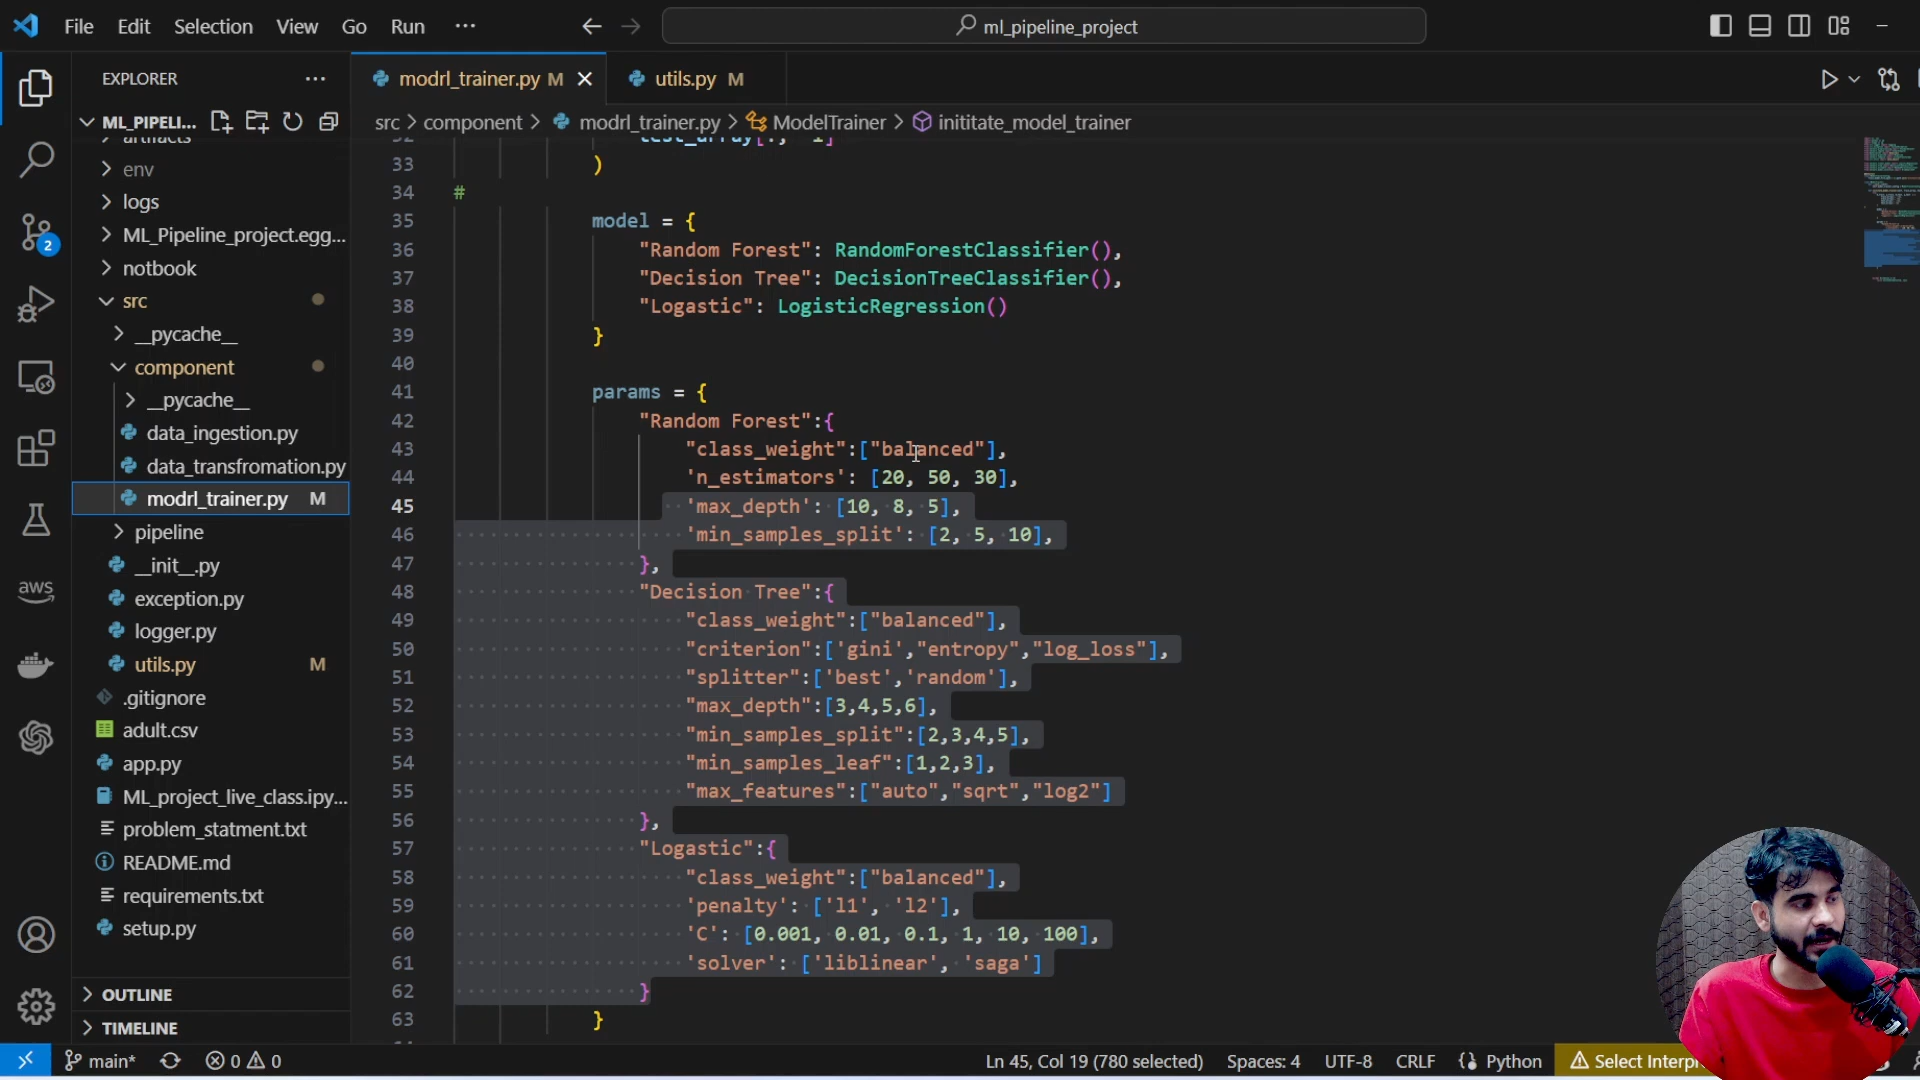 File Edit Selection View Go Run ··· ml_pipeline_project
EXPLORER ···
modrl_trainer.py M
utils.py M
ML_PIPELI...
src > component > modrl_trainer.py > ModelTrainer > inititate_model_trainer
artifacts
env
logs
ML_Pipeline_project.egg...
notbook
src
__pycache__
component
__pycache__
data_ingestion.py
data_transfromation.py
modrl_trainer.py M
pipeline
__init__.py
exception.py
logger.py
utils.py M
.gitignore
adult.csv
app.py
ML_project_live_class.ipy...
problem_statment.txt
README.md
requirements.txt
setup.py
OUTLINE
TIMELINE
2
aws
33 )
34 #
35 model = {
36 "Random Forest": RandomForestClassifier(),
37 "Decision Tree": DecisionTreeClassifier(),
38 "Logastic": LogisticRegression()
39 }
40
41 params = {
42 "Random Forest":{
43 "class_weight":["balanced"],
44 'n_estimators': [20, 50, 30],
45 'max_depth': [10, 8, 5],
46 'min_samples_split': [2, 5, 10],
47 },
48 "Decision Tree":{
49 "class_weight":["balanced"],
50 "criterion":['gini',"entropy","log_loss"],
51 "splitter":['best','random'],
52 "max_depth":[3,4,5,6],
53 "min_samples_split":[2,3,4,5],
54 "min_samples_leaf":[1,2,3],
55 "max_features":["auto","sqrt","log2"]
56 },
57 "Logastic":{
58 "class_weight":["balanced"],
59 'penalty': ['l1', 'l2'],
60 'C': [0.001, 0.01, 0.1, 1, 10, 100],
61 'solver': ['liblinear', 'saga']
62 }
63 }
main* 0 0 Ln 45, Col 19 (780 selected) Spaces: 4 UTF-8 CRLF {} Python Select Interp